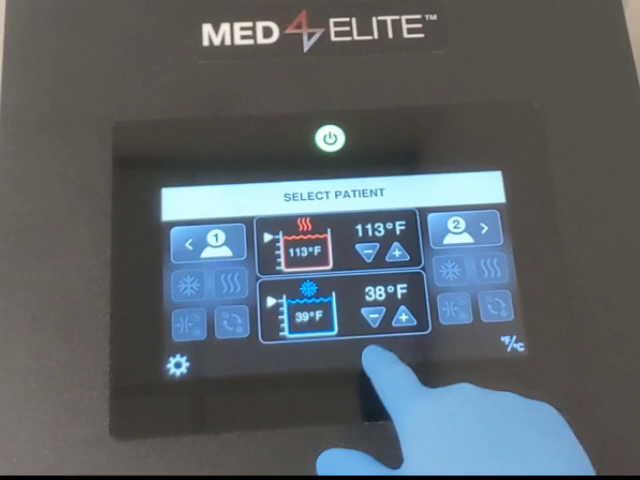 MED4ELITE™
SELECT PATIENT
1
113°F
113°F
2
38°F
39°F
°F/°C